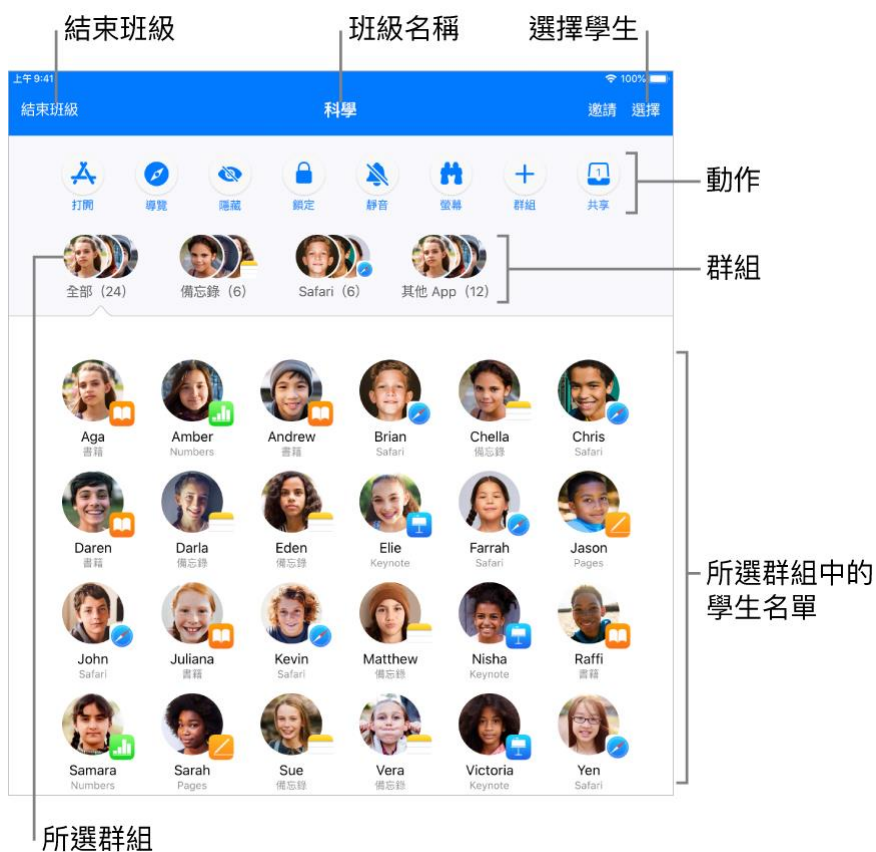 結束班級 班級名稱 選擇學生
上午9:41 100%
結束班級 科學 邀請 選擇
打開 導覽 隱藏 鎖定 靜音 螢幕 群組 共享
動作
1
全部（24） 備忘錄（6） Safari（6） 其他 App（12）
群組
Aga Amber Andrew Brian Chella Chris
書籍 Numbers 書籍 Safari 備忘錄 Safari
Daren Darla Eden Elie Farrah Jason
書籍 備忘錄 備忘錄 Keynote Safari Pages
所選群組中的
學生名單
John Juliana Kevin Matthew Nisha Raffi
Safari 書籍 Safari 備忘錄 Keynote 書籍
Samara Sarah Sue Vera Victoria Yen
Numbers Pages 備忘錄 備忘錄 Keynote Safari
所選群組